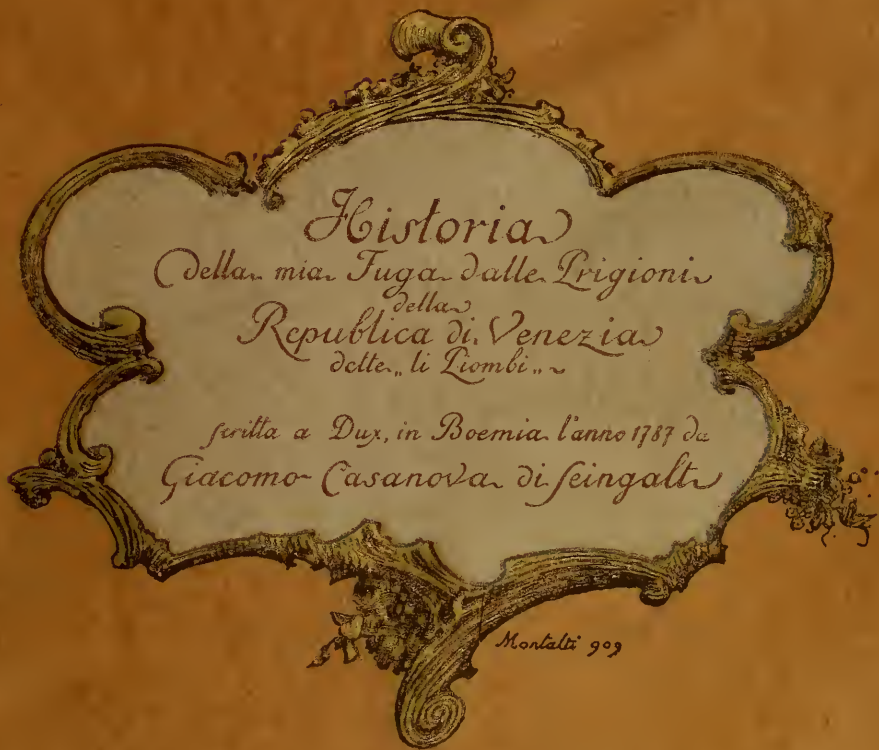 Historia
della mia Fuga dalle Prigioni
della
Republica di Venezia
dette „li Piombi„
scritta a Dux, in Boemia l'anno 1787 da
Giacomo Casanova di Seingalt
Montalti 909